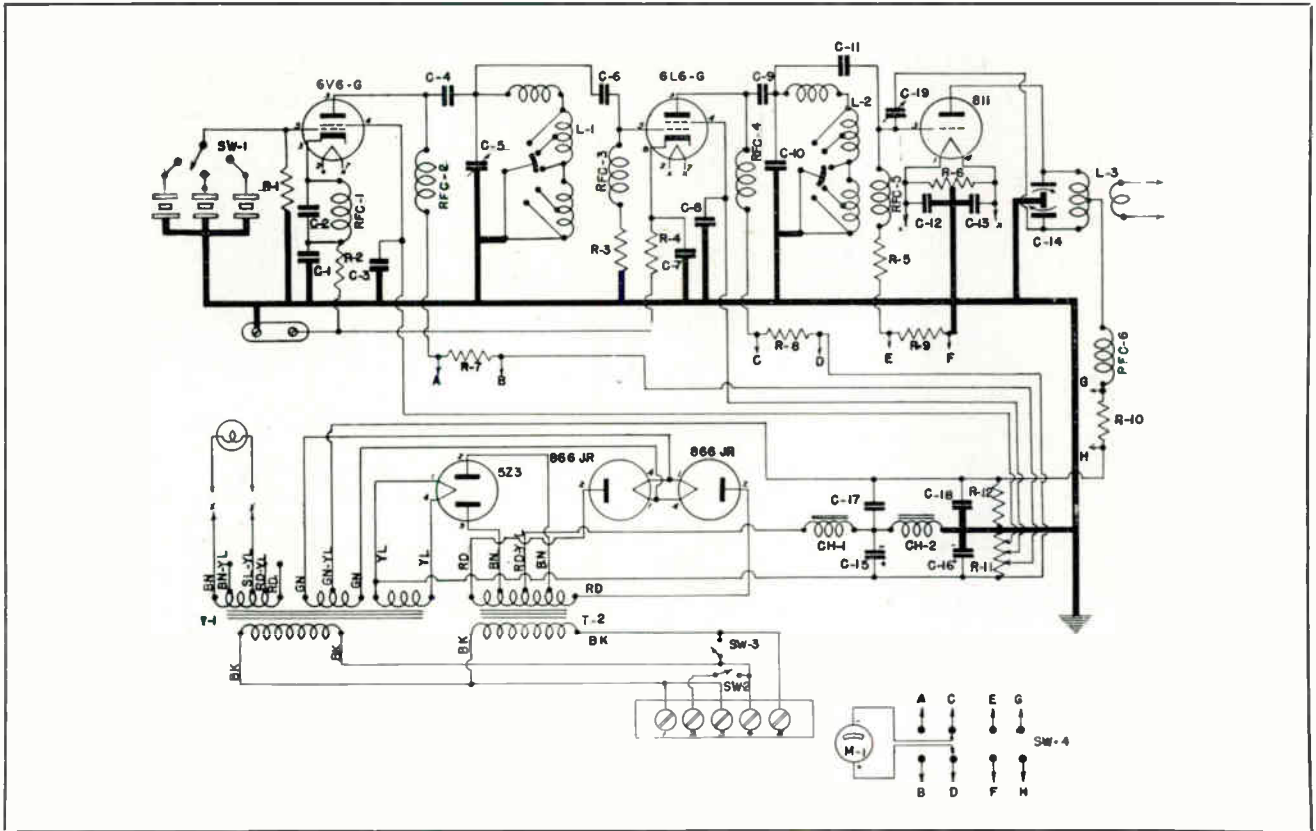 6V6-G
C-4
C-6
6L6-G
C-9
C-11
C-19
811
SW-1
R-1
C-2
RFC-1
C-1
R-2
C-3
RFC-2
C-5
L-1
RFC-3
R-3
R-4
C-7
C-8
RFC-4
C-10
L-2
RFC-5
R-5
R-6
C-12
C-13
C-14
L-3
RFC-6
R-7
A
B
R-8
C
D
R-9
E
F
G
R-10
H
5Z3
866 JR
866 JR
C-17
C-18
R-12
CH-1
CH-2
C-15
C-16
R-11
BN
BN-YL
RD-YL
RD
GN
GN-YL
GN
YL
YL
RD
BN
RD-YL
BN
RD
T-1
T-2
BK
BK
BK
BK
SW-3
SW2
M-1
A C E G
SW-4
B D F H